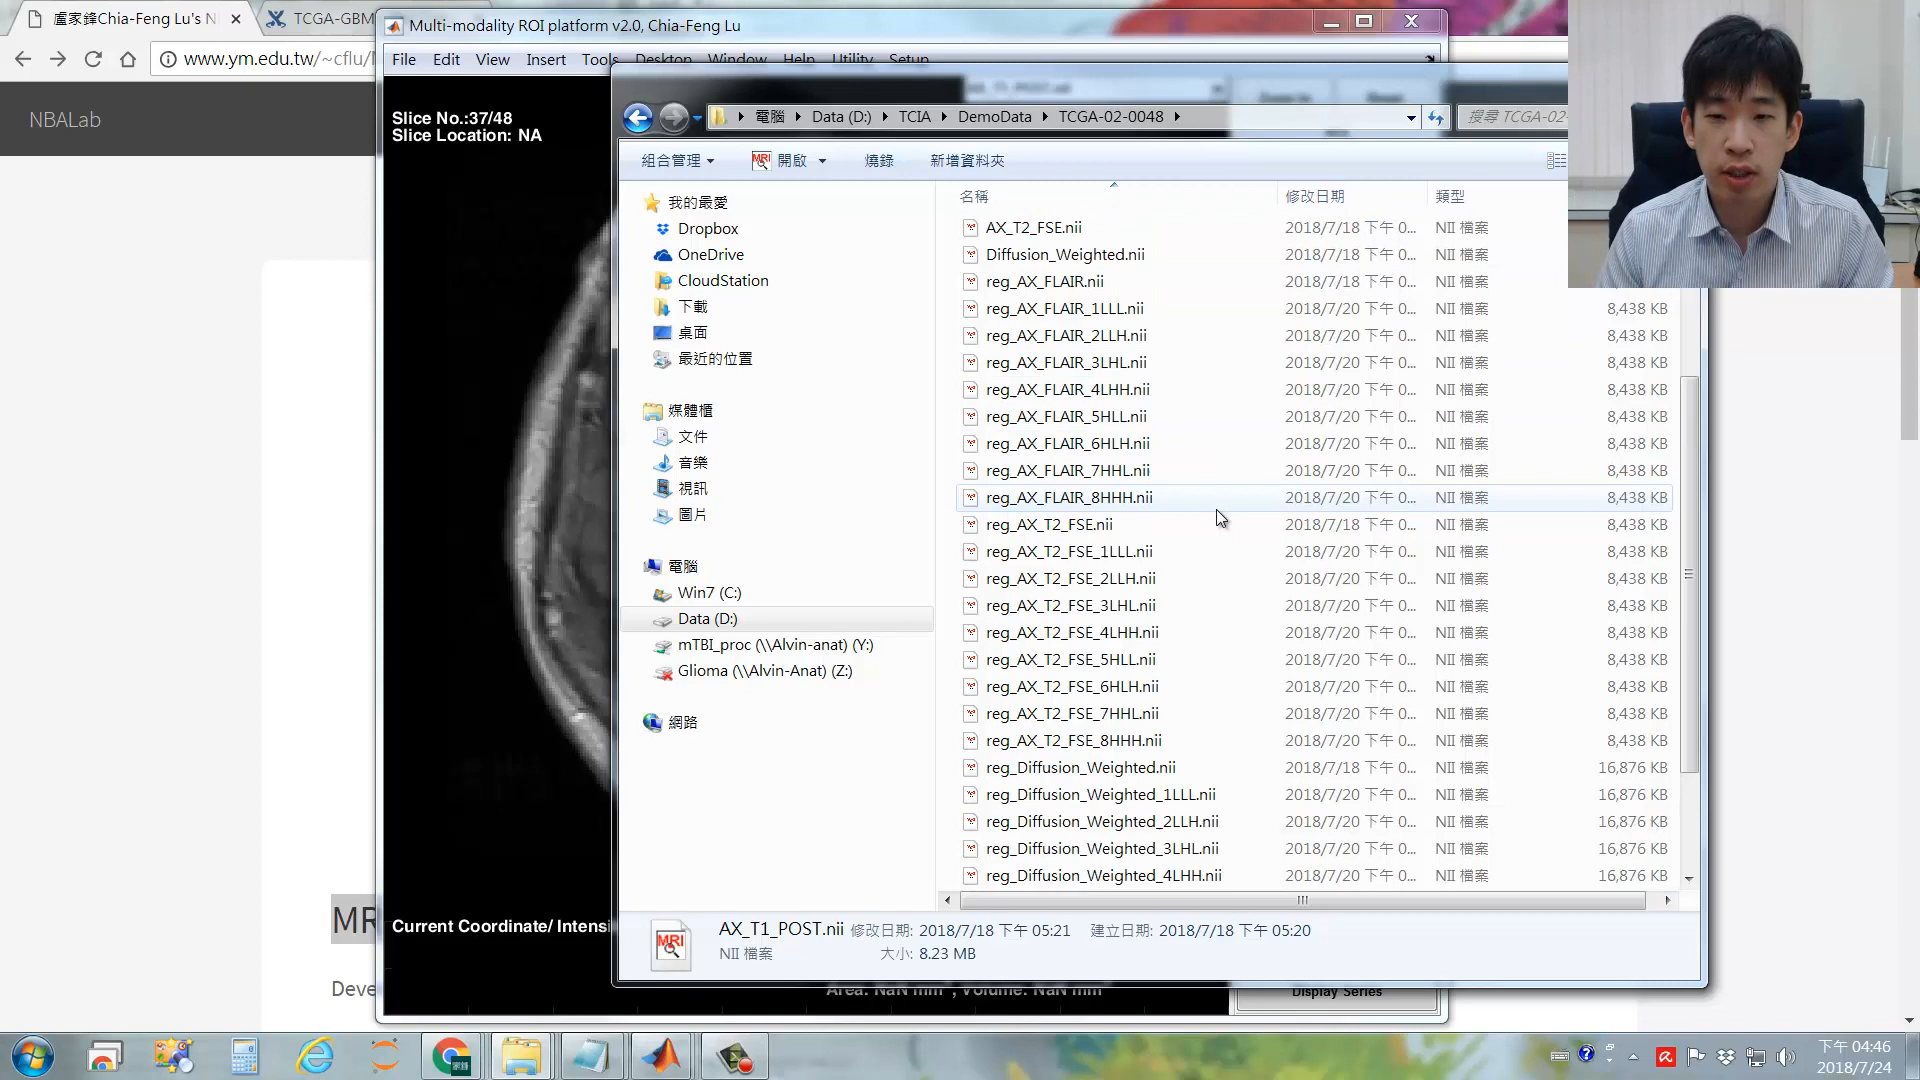 盧家鋒Chia-Feng Lu's N
TCGA-GBM
www.ym.edu.tw/~cflu/
NBALab
MR
Deve
Multi-modality ROI platform v2.0, Chia-Feng Lu
File Edit View Insert Tools Desktop Window Help Utility Setup
Slice No.:37/48
Slice Location: NA
Current Coordinate/ Intensi
Area: NaN mm², Volume: NaN mm³
Display Series
電腦 Data (D:) TCIA DemoData TCGA-02-0048
搜尋 TCGA-02-
組合管理 開啟 燒錄 新增資料夾
我的最愛
Dropbox
OneDrive
CloudStation
下載
桌面
最近的位置
媒體櫃
文件
音樂
視訊
圖片
電腦
Win7 (C:)
Data (D:)
mTBI_proc (\\Alvin-anat) (Y:)
Glioma (\\Alvin-Anat) (Z:)
網路
名稱 修改日期 類型
AX_T2_FSE.nii 2018/7/18 下午 0... NII 檔案
Diffusion_Weighted.nii 2018/7/18 下午 0... NII 檔案
reg_AX_FLAIR.nii 2018/7/18 下午 0... NII 檔案
reg_AX_FLAIR_1LLL.nii 2018/7/20 下午 0... NII 檔案 8,438 KB
reg_AX_FLAIR_2LLH.nii 2018/7/20 下午 0... NII 檔案 8,438 KB
reg_AX_FLAIR_3LHL.nii 2018/7/20 下午 0... NII 檔案 8,438 KB
reg_AX_FLAIR_4LHH.nii 2018/7/20 下午 0... NII 檔案 8,438 KB
reg_AX_FLAIR_5HLL.nii 2018/7/20 下午 0... NII 檔案 8,438 KB
reg_AX_FLAIR_6HLH.nii 2018/7/20 下午 0... NII 檔案 8,438 KB
reg_AX_FLAIR_7HHL.nii 2018/7/20 下午 0... NII 檔案 8,438 KB
reg_AX_FLAIR_8HHH.nii 2018/7/20 下午 0... NII 檔案 8,438 KB
reg_AX_T2_FSE.nii 2018/7/18 下午 0... NII 檔案 8,438 KB
reg_AX_T2_FSE_1LLL.nii 2018/7/20 下午 0... NII 檔案 8,438 KB
reg_AX_T2_FSE_2LLH.nii 2018/7/20 下午 0... NII 檔案 8,438 KB
reg_AX_T2_FSE_3LHL.nii 2018/7/20 下午 0... NII 檔案 8,438 KB
reg_AX_T2_FSE_4LHH.nii 2018/7/20 下午 0... NII 檔案 8,438 KB
reg_AX_T2_FSE_5HLL.nii 2018/7/20 下午 0... NII 檔案 8,438 KB
reg_AX_T2_FSE_6HLH.nii 2018/7/20 下午 0... NII 檔案 8,438 KB
reg_AX_T2_FSE_7HHL.nii 2018/7/20 下午 0... NII 檔案 8,438 KB
reg_AX_T2_FSE_8HHH.nii 2018/7/20 下午 0... NII 檔案 8,438 KB
reg_Diffusion_Weighted.nii 2018/7/18 下午 0... NII 檔案 16,876 KB
reg_Diffusion_Weighted_1LLL.nii 2018/7/20 下午 0... NII 檔案 16,876 KB
reg_Diffusion_Weighted_2LLH.nii 2018/7/20 下午 0... NII 檔案 16,876 KB
reg_Diffusion_Weighted_3LHL.nii 2018/7/20 下午 0... NII 檔案 16,876 KB
reg_Diffusion_Weighted_4LHH.nii 2018/7/20 下午 0... NII 檔案 16,876 KB
MRI
AX_T1_POST.nii 修改日期: 2018/7/18 下午 05:21 建立日期: 2018/7/18 下午 05:20
NII 檔案 大小: 8.23 MB
下午 04:46
2018/7/24